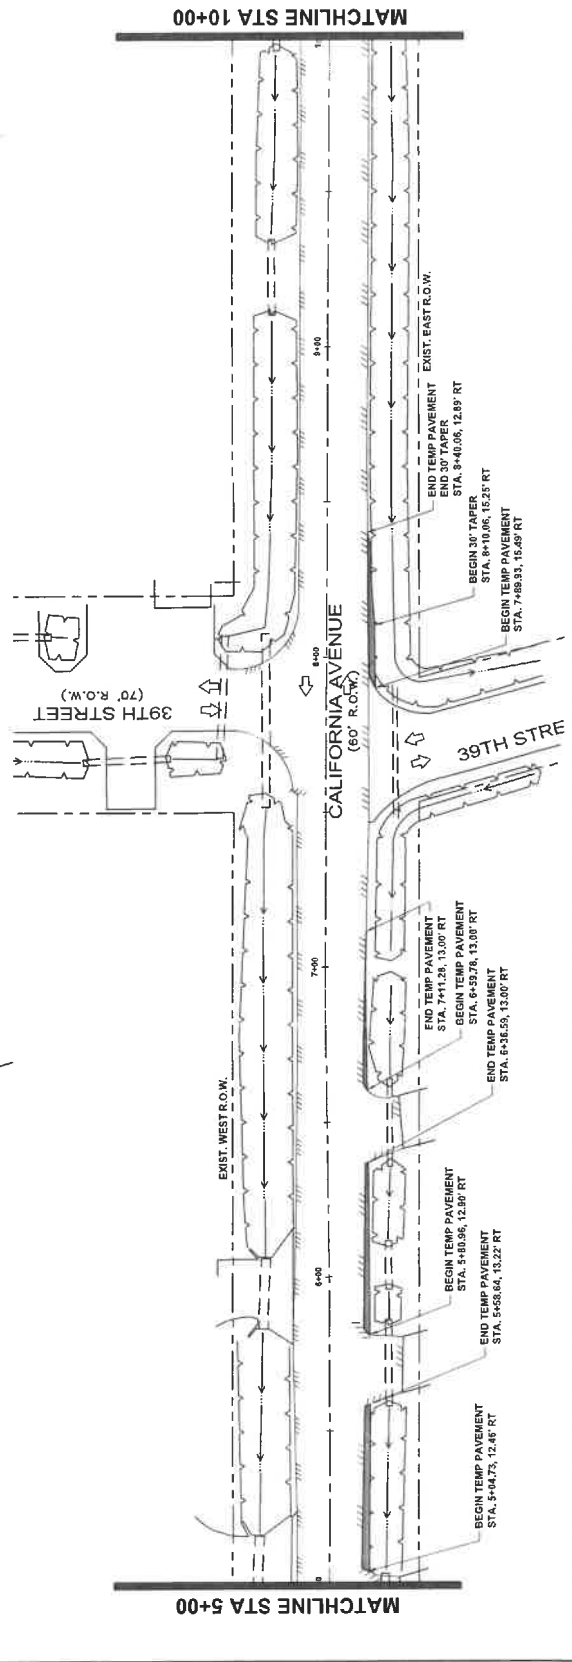 MATCHLINE STA 10+00
9+00
EXIST. EAST R.O.W.
END TEMP PAVEMENT
END 30' TAPER
STA. 8+40.06, 12.89' RT
BEGIN 30' TAPER
STA. 8+10.06, 15.25' RT
BEGIN TEMP PAVEMENT
STA. 7+89.93, 15.49' RT
39TH STREET
(70' R.O.W.)
8+00
CALIFORNIA AVENUE
(60' R.O.W.)
39TH STRE
7+00
END TEMP PAVEMENT
STA. 7+11.28, 13.00' RT
BEGIN TEMP PAVEMENT
STA. 6+59.78, 13.00' RT
END TEMP PAVEMENT
STA. 6+36.59, 13.00' RT
EXIST. WEST R.O.W.
6+00
BEGIN TEMP PAVEMENT
STA. 5+80.96, 12.90' RT
END TEMP PAVEMENT
STA. 5+58.64, 13.22' RT
BEGIN TEMP PAVEMENT
STA. 5+04.73, 12.46' RT
MATCHLINE STA 5+00